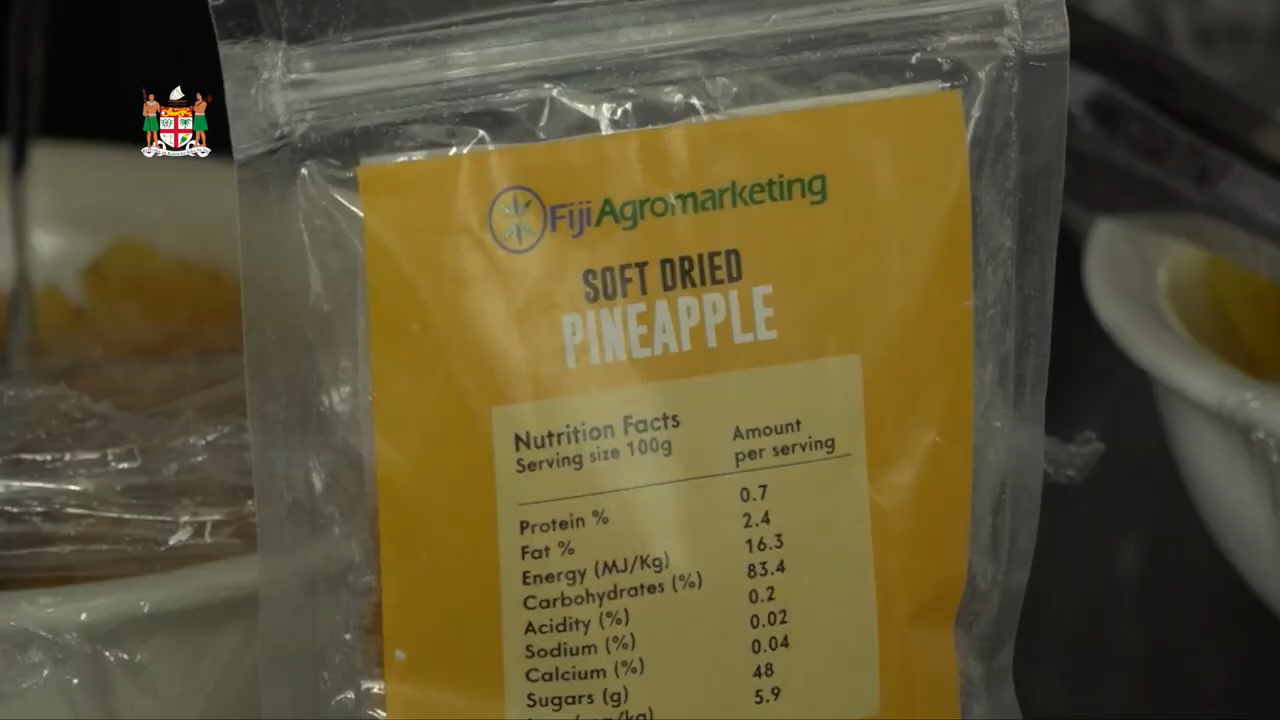 FijiAgromarketing
SOFT DRIED
PINEAPPLE
Nutrition Facts
Serving size 100g
Amount
per serving
Protein % 0.7
Fat % 2.4
Energy (MJ/Kg) 16.3
Carbohydrates (%) 83.4
Acidity (%) 0.2
Sodium (%) 0.02
Calcium (%) 0.04
Sugars (g) 48
5.9